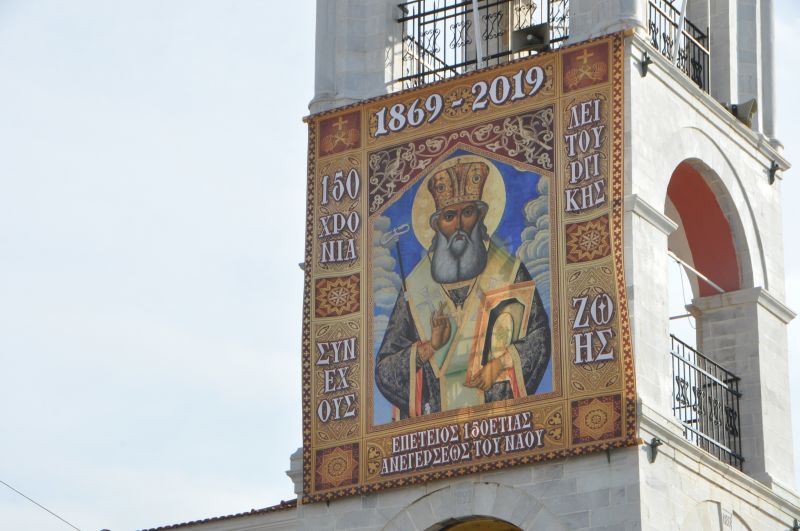 1869 - 2019
150
ΧΡΟ
ΝΙΑ
ΣΥΝ
ΕΧ
ΟΥΣ
ΛΕΙ
ΤΟΥ
ΡΓΙ
ΚΗΣ
ΖΩ
ΗΣ
ΕΠΕΤΕΙΟΣ 150ΕΤΙΑΣ
ΑΝΕΓΕΡΣΕΩΣ ΤΟΥ ΝΑΟΥ